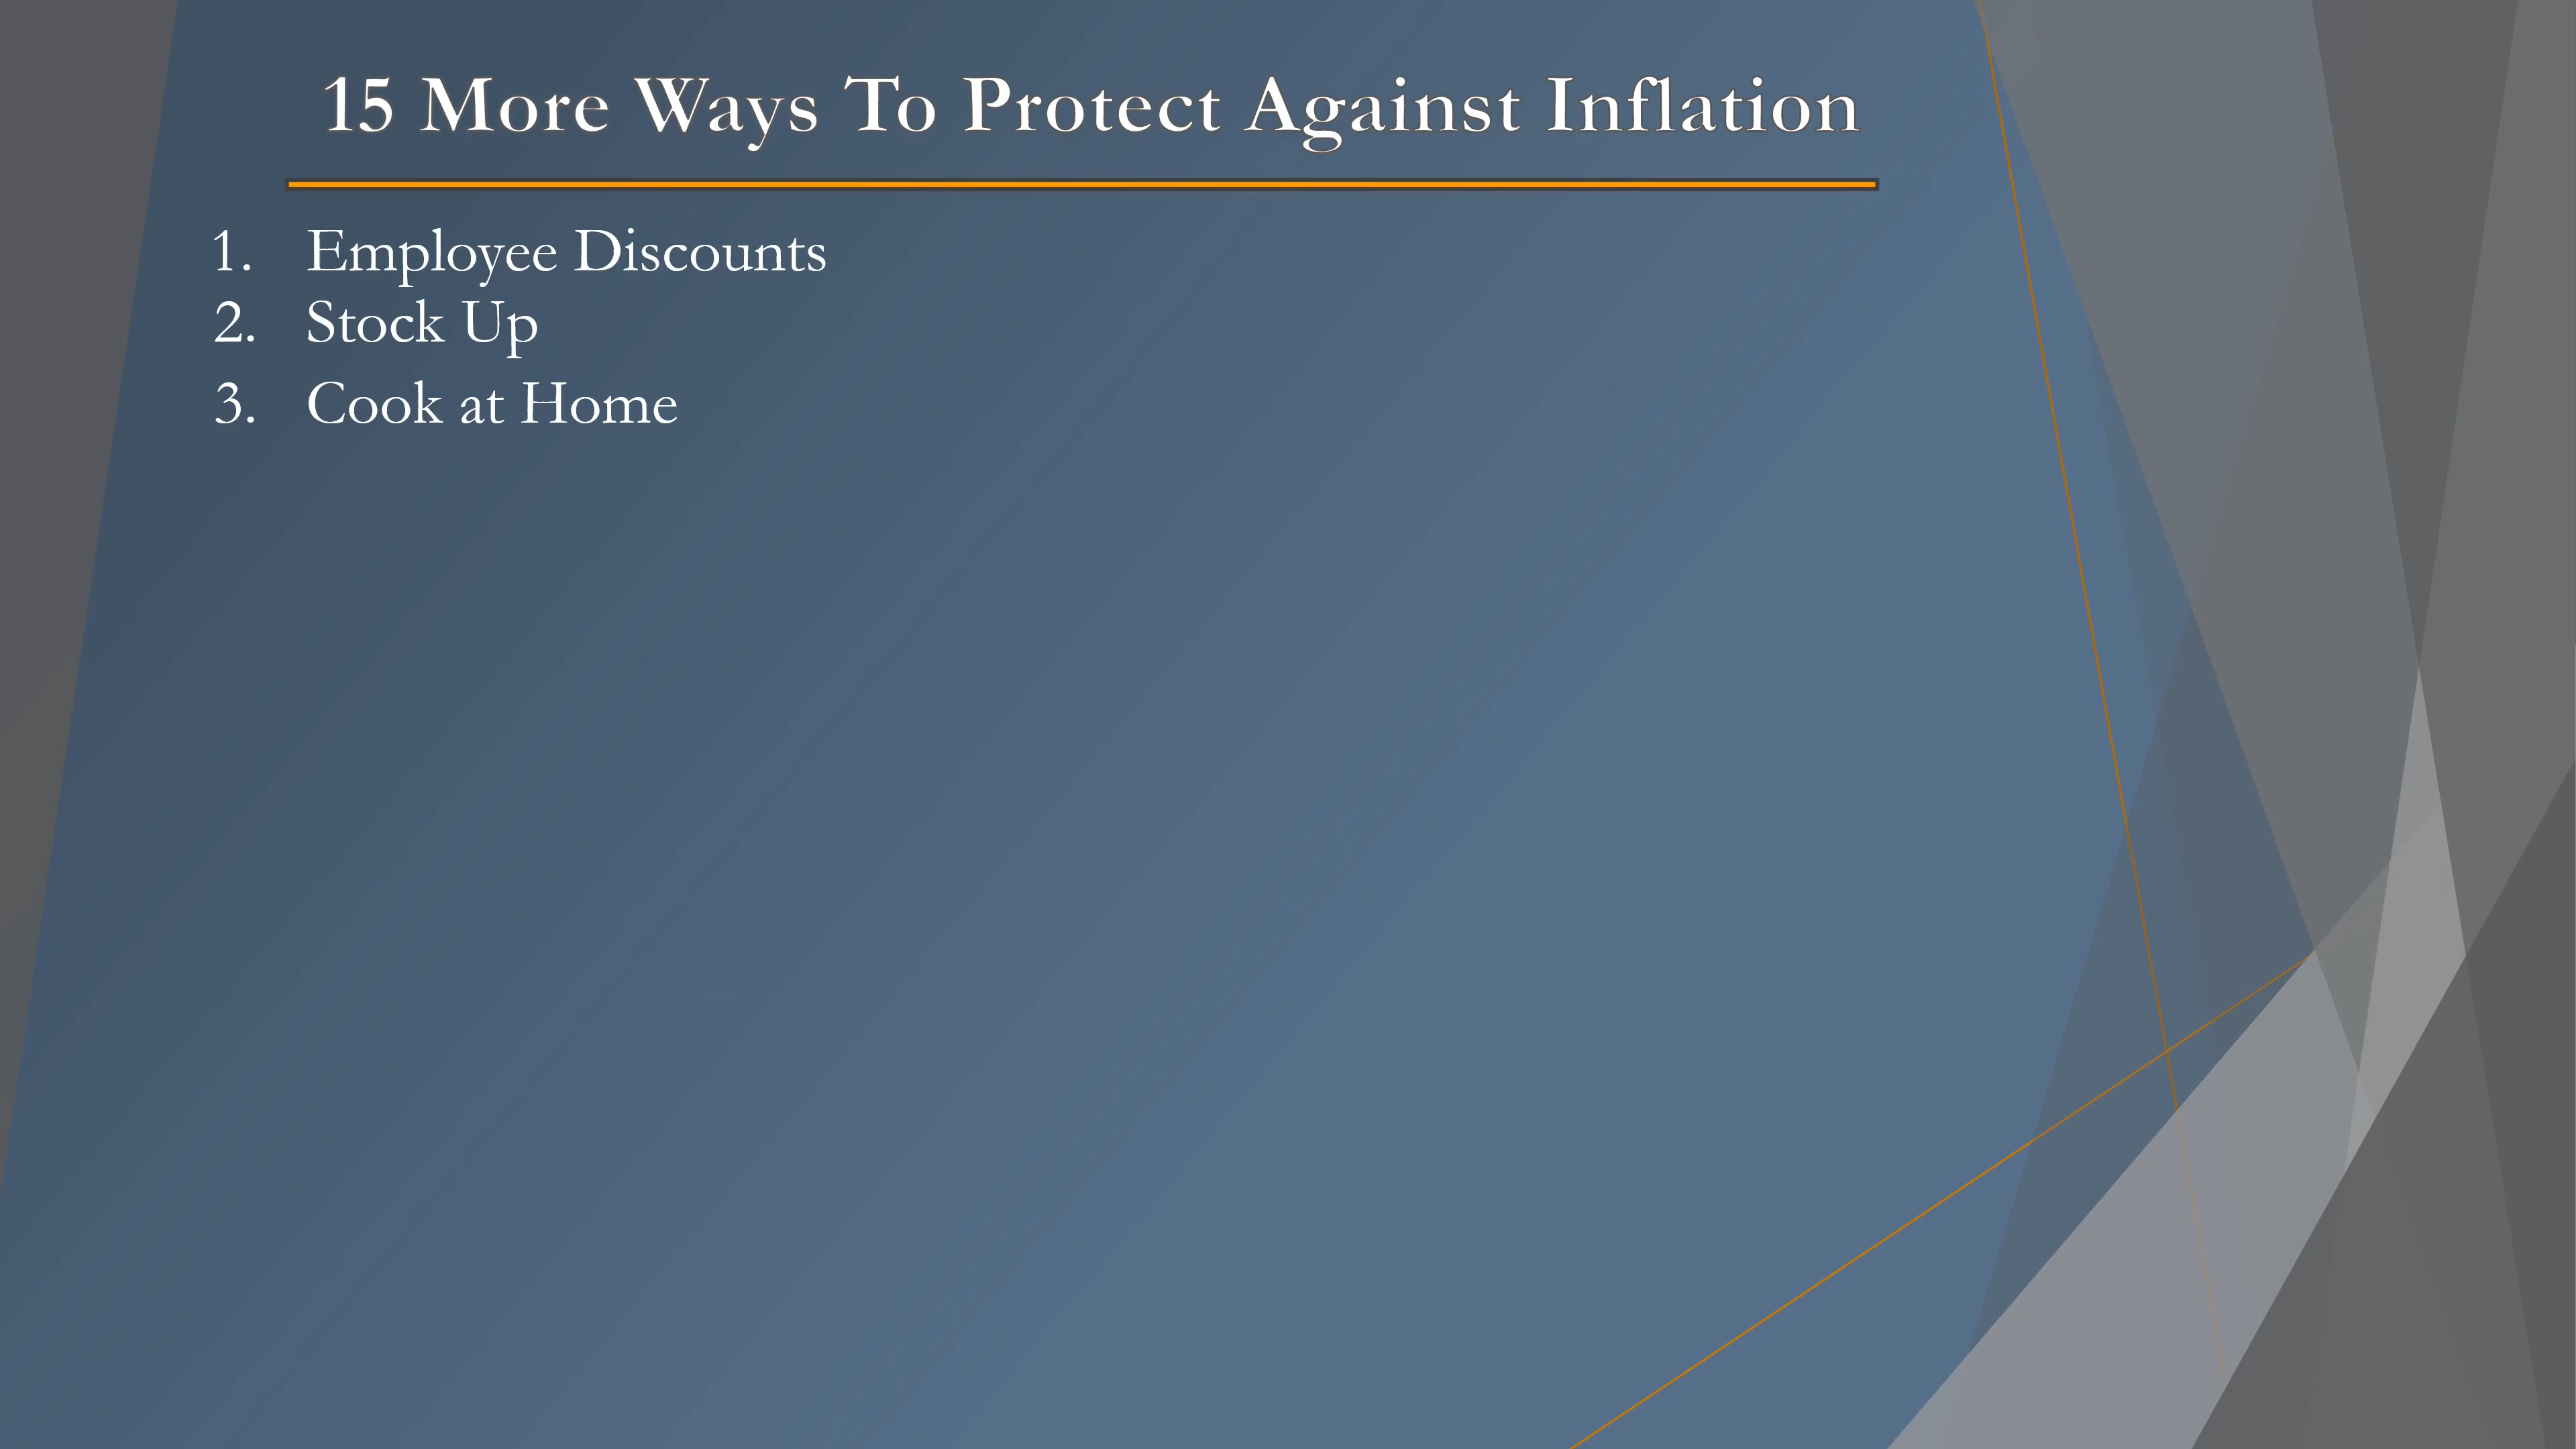 15 More Ways To Protect Against Inflation
1. Employee Discounts
2. Stock Up
3. Cook at Home